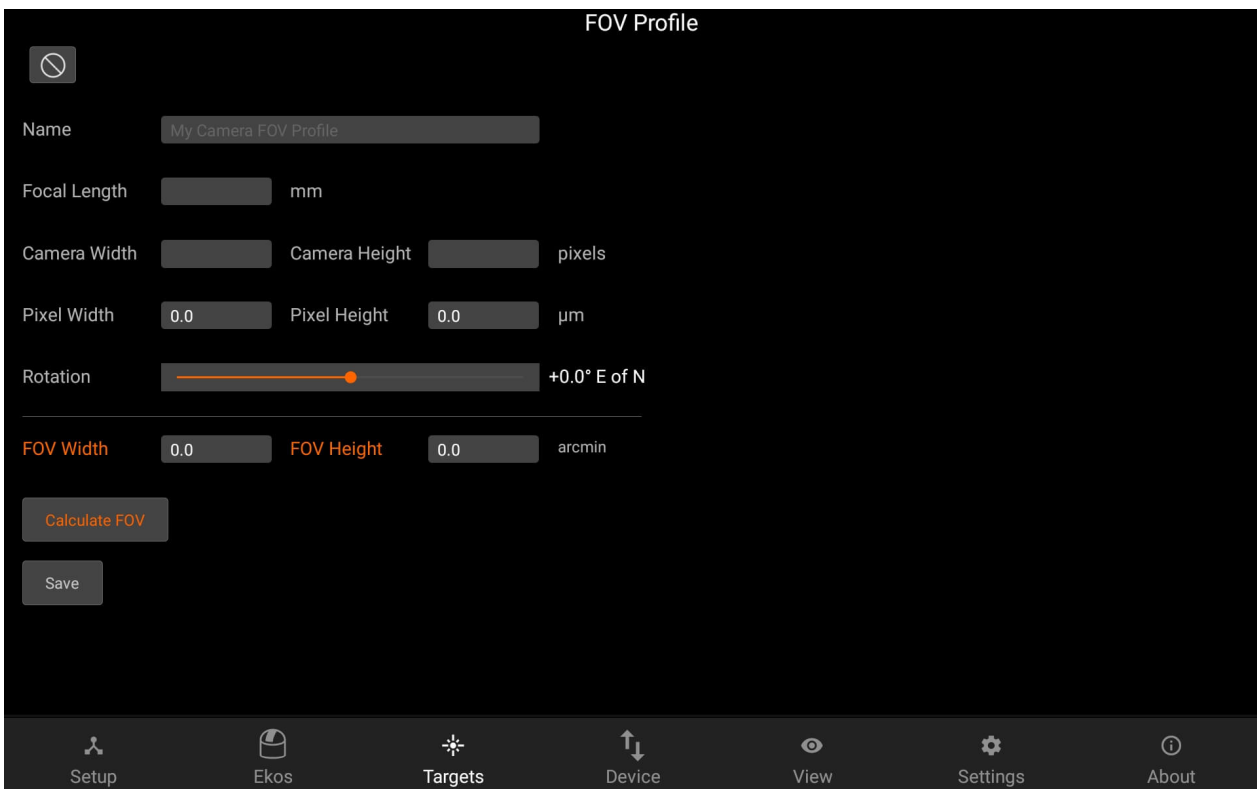 FOV Profile
Name My Camera FOV Profile
Focal Length mm
Camera Width Camera Height pixels
Pixel Width 0.0 Pixel Height 0.0 µm
Rotation +0.0° E of N
FOV Width 0.0 FOV Height 0.0 arcmin
Calculate FOV
Save
Setup Ekos Targets Device View Settings About